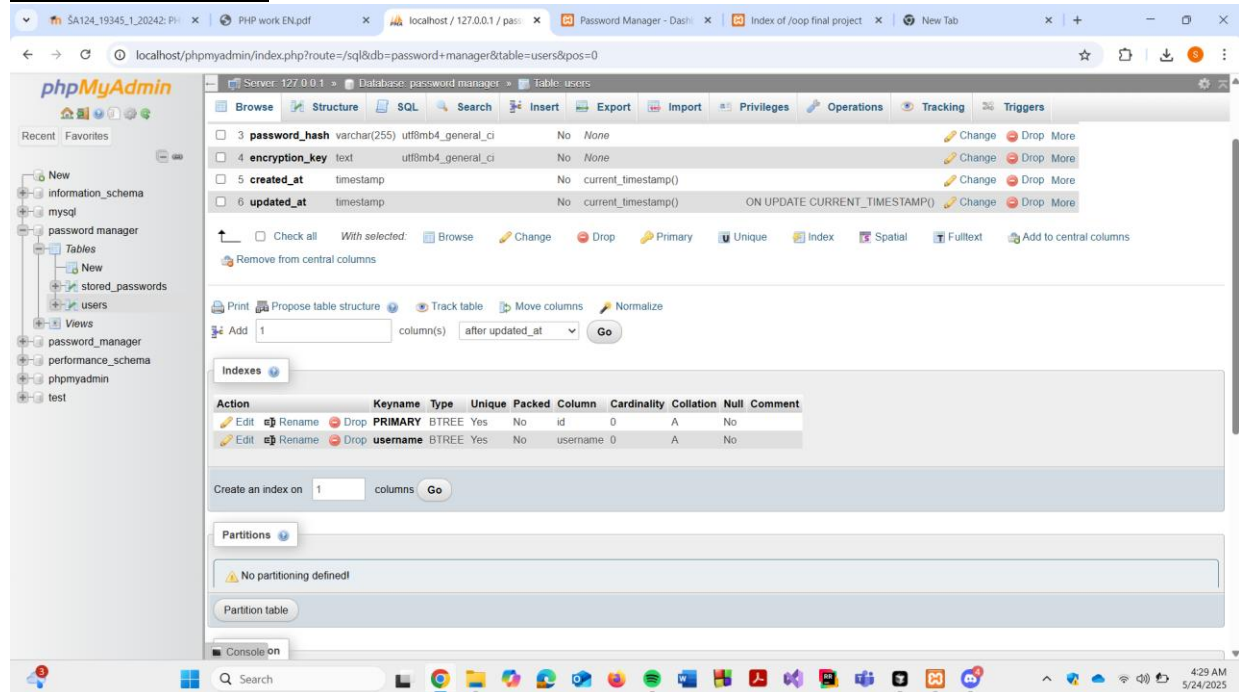 ŠA124_19345_1_20242: PH
PHP work EN.pdf
localhost / 127.0.0.1 / pass
Password Manager - Dash
Index of /oop final project
New Tab
localhost/phpmyadmin/index.php?route=/sql&db=password+manager&table=users&pos=0
S
phpMyAdmin
Recent Favorites
New
information_schema
mysql
password manager
Tables
New
stored_passwords
users
Views
password_manager
performance_schema
phpmyadmin
test
Server: 127.0.0.1 » Database: password manager » Table: users
Browse Structure SQL Search Insert Export Import Privileges Operations Tracking Triggers
3 password_hash varchar(255) utf8mb4_general_ci No None Change Drop More
4 encryption_key text utf8mb4_general_ci No None Change Drop More
5 created_at timestamp No current_timestamp() Change Drop More
6 updated_at timestamp No current_timestamp() ON UPDATE CURRENT_TIMESTAMP() Change Drop More
Check all With selected: Browse Change Drop Primary Unique Index Spatial Fulltext Add to central columns
Remove from central columns
Print Propose table structure Track table Move columns Normalize
Add 1 column(s) after updated_at Go
Indexes
Action Keyname Type Unique Packed Column Cardinality Collation Null Comment
Edit Rename Drop PRIMARY BTREE Yes No id 0 A No
Edit Rename Drop username BTREE Yes No username 0 A No
Create an index on 1 columns Go
Partitions
No partitioning defined!
Partition table
Console on
3
Search
4:29 AM
5/24/2025